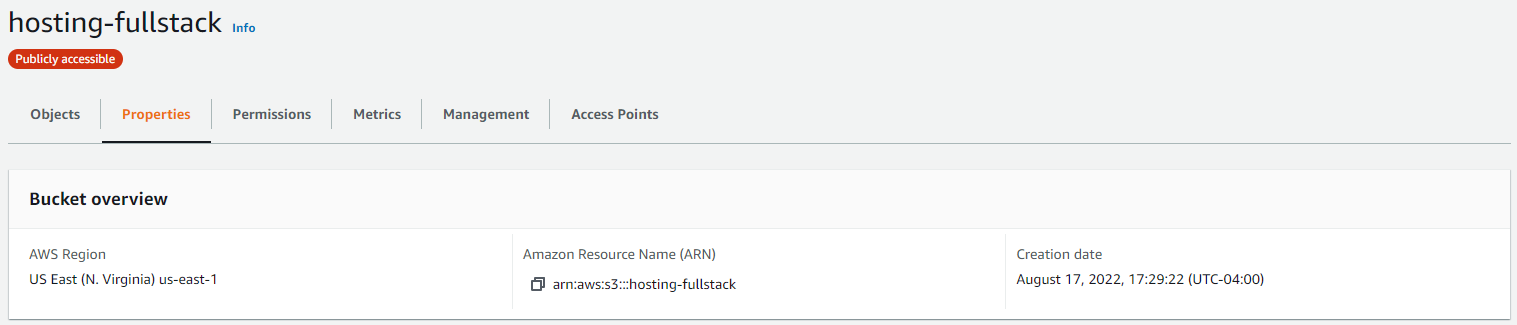 hosting-fullstack Info
Publicly accessible
Objects Properties Permissions Metrics Management Access Points
Bucket overview
AWS Region Amazon Resource Name (ARN) Creation date
US East (N. Virginia) us-east-1 arn:aws:s3:::hosting-fullstack August 17, 2022, 17:29:22 (UTC-04:00)